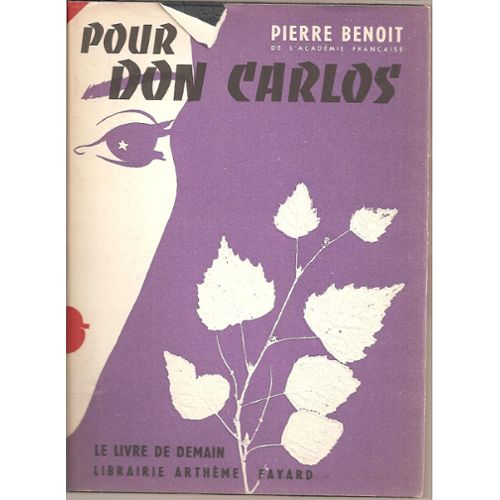 POUR
DON CARLOS
PIERRE BENOIT
DE L'ACADÉMIE FRANÇAISE
LE LIVRE DE DEMAIN
LIBRAIRIE ARTHÈME FAYARD